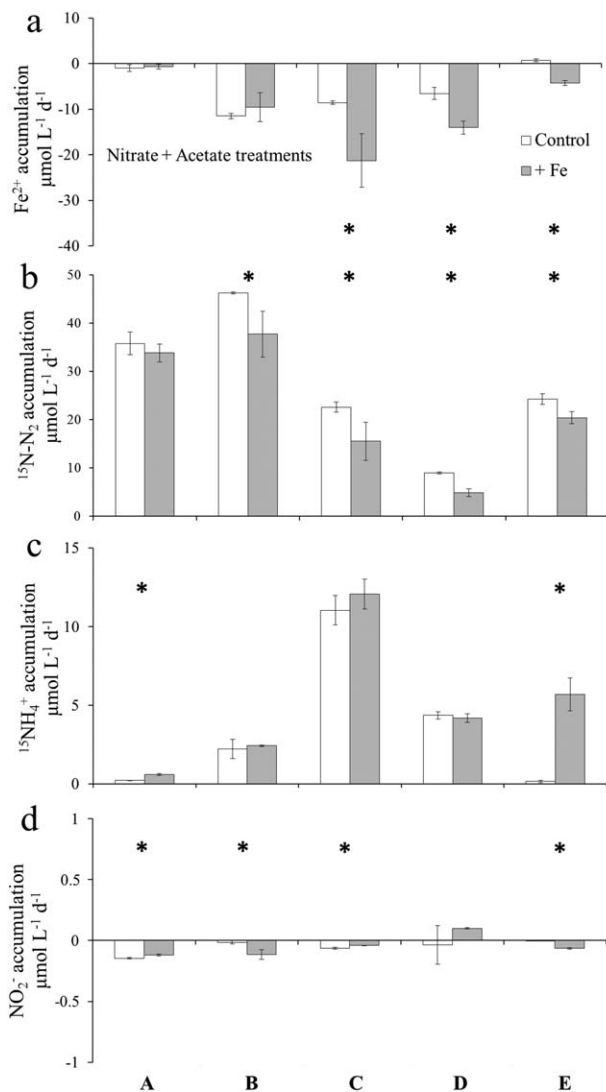 a
10
0
-10
-20
-30
-40
Fe²⁺ accumulation
µmol L⁻¹ d⁻¹
Nitrate + Acetate treatments
Control
+ Fe
* * *
b
* * * *
50
40
30
20
10
0
¹⁵N-N₂ accumulation
µmol L⁻¹ d⁻¹
c
15
10
5
0
¹⁵NH₄⁺ accumulation
µmol L⁻¹ d⁻¹
* *
d
1
0.5
0
-0.5
-1
NO₂⁻ accumulation
µmol L⁻¹ d⁻¹
* * * *
A B C D E